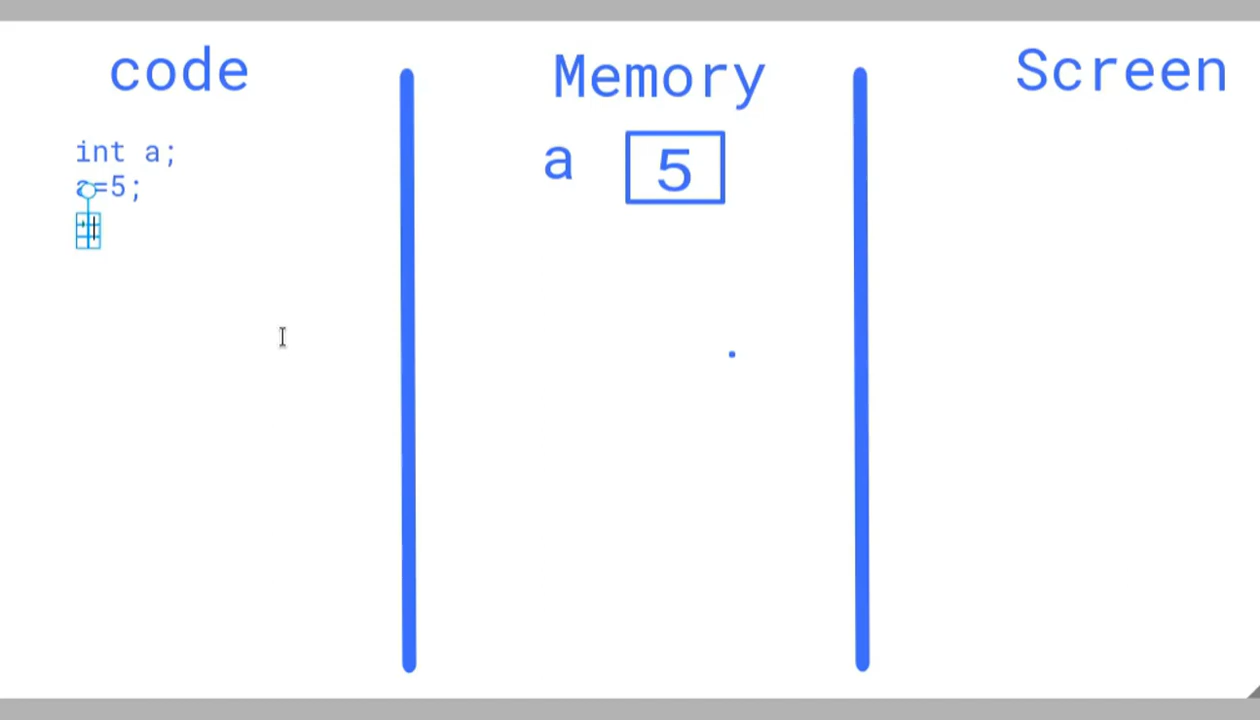 code
int a;
a=5;
Memory
a 5
Screen